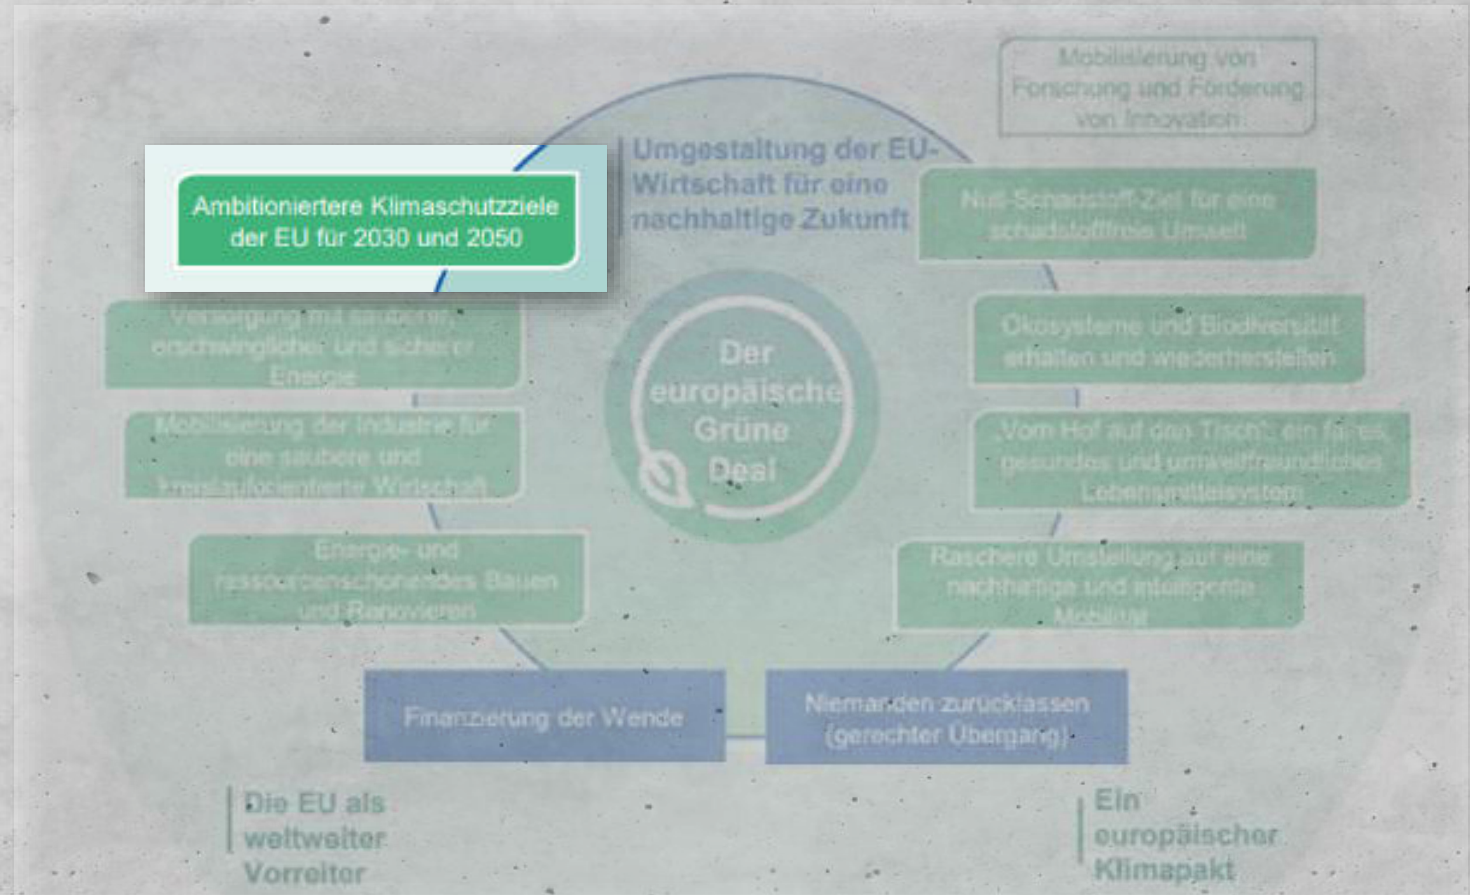 Mobilisierung von
Forschung und Förderung
von Innovation
Umgestaltung der EU-
Wirtschaft für eine
nachhaltige Zukunft
Ambitioniertere Klimaschutzziele
der EU für 2030 und 2050
Null-Schadstoff-Ziel für eine
schadstofffreie Umwelt
Versorgung mit sauberer,
erschwinglicher und sicherer
Energie
Ökosysteme und Biodiversität
erhalten und wiederherstellen
Der
europäische
Grüne
Deal
Mobilisierung der Industrie für
eine saubere und
kreislauforientierte Wirtschaft
„Vom Hof auf den Tisch“: ein faires,
gesundes und umweltfreundliches
Lebensmittelsystem
Energie- und
ressourcenschonendes Bauen
und Renovieren
Raschere Umstellung auf eine
nachhaltige und intelligente
Mobilität
Finanzierung der Wende
Niemanden zurücklassen
(gerechter Übergang)
Die EU als
weltweiter
Vorreiter
Ein
europäischer
Klimapakt